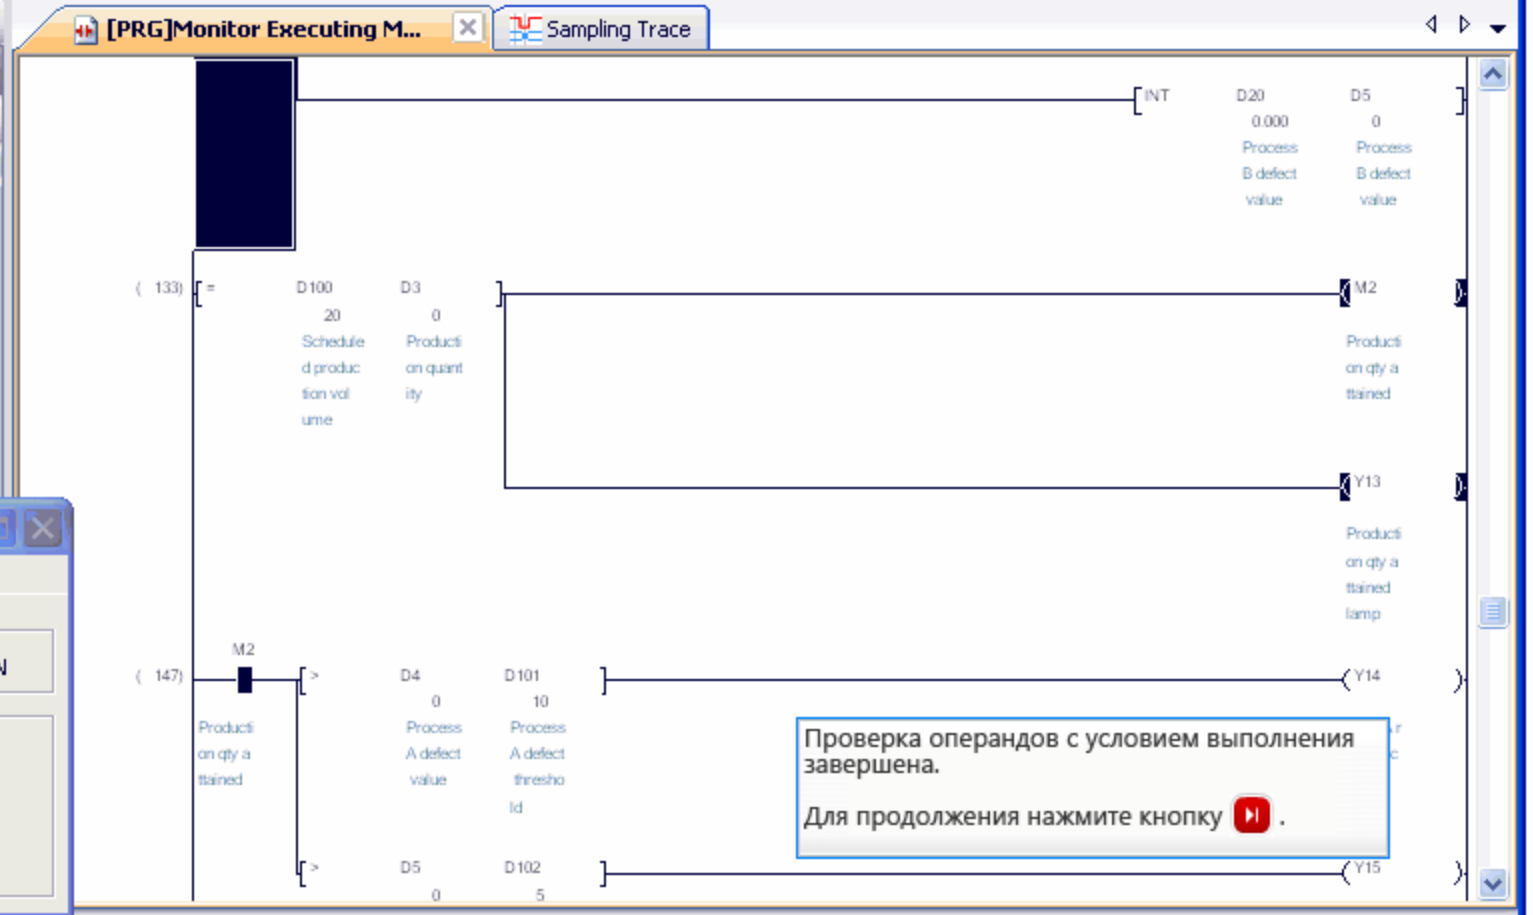 [PRG]Monitor Executing M...
Sampling Trace
INT D20 D5
0.000 0
Process Process
B defect B defect
value value
( 133) = D100 D3 M2
20 0
Schedule Producti Producti
d produc on quant on qty a
tion vol ity ttained
ume
Y13
Producti
on qty a
ttained
lamp
M2
( 147) > D4 D101 Y14
0 10
Producti Process Process
on qty a A defect A defect
ttained value thresho
ld
Проверка операндов с условием выполнения
завершена.
Для продолжения нажмите кнопку .
> D5 D102 Y15
0 5